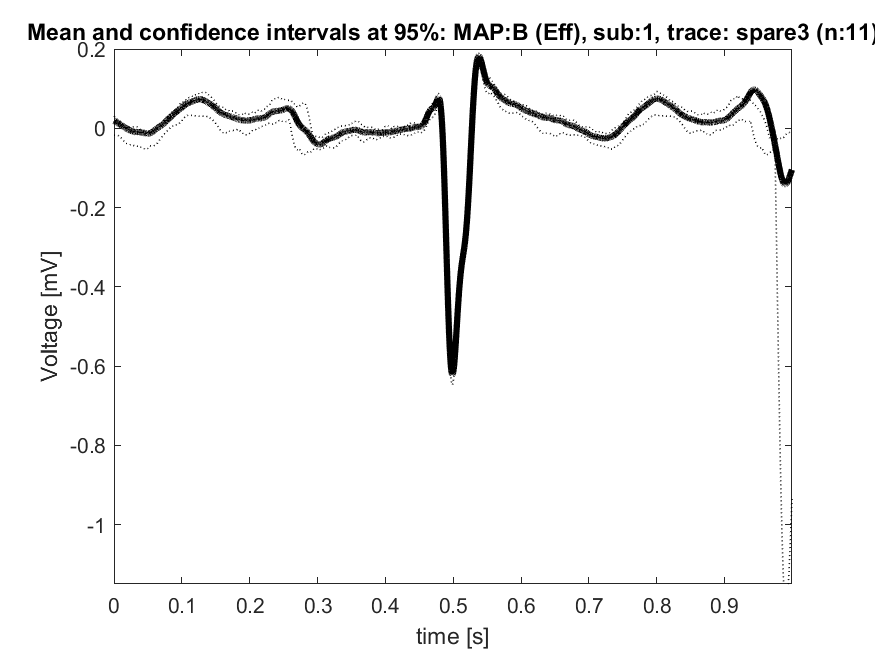 Mean and confidence intervals at 95%: MAP:B (Eff), sub:1, trace: spare3 (n:11)
0.2
0
-0.2
-0.4
-0.6
-0.8
-1
Voltage [mV]
0 0.1 0.2 0.3 0.4 0.5 0.6 0.7 0.8 0.9
time [s]